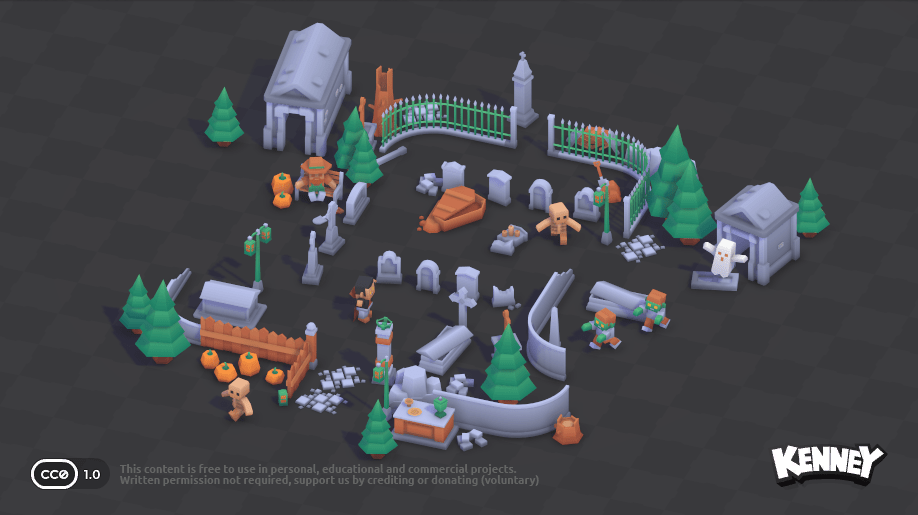 CC0 1.0
This content is free to use in personal, educational and commercial projects.
Written permission not required, support us by crediting or donating (voluntary)
KENNEY